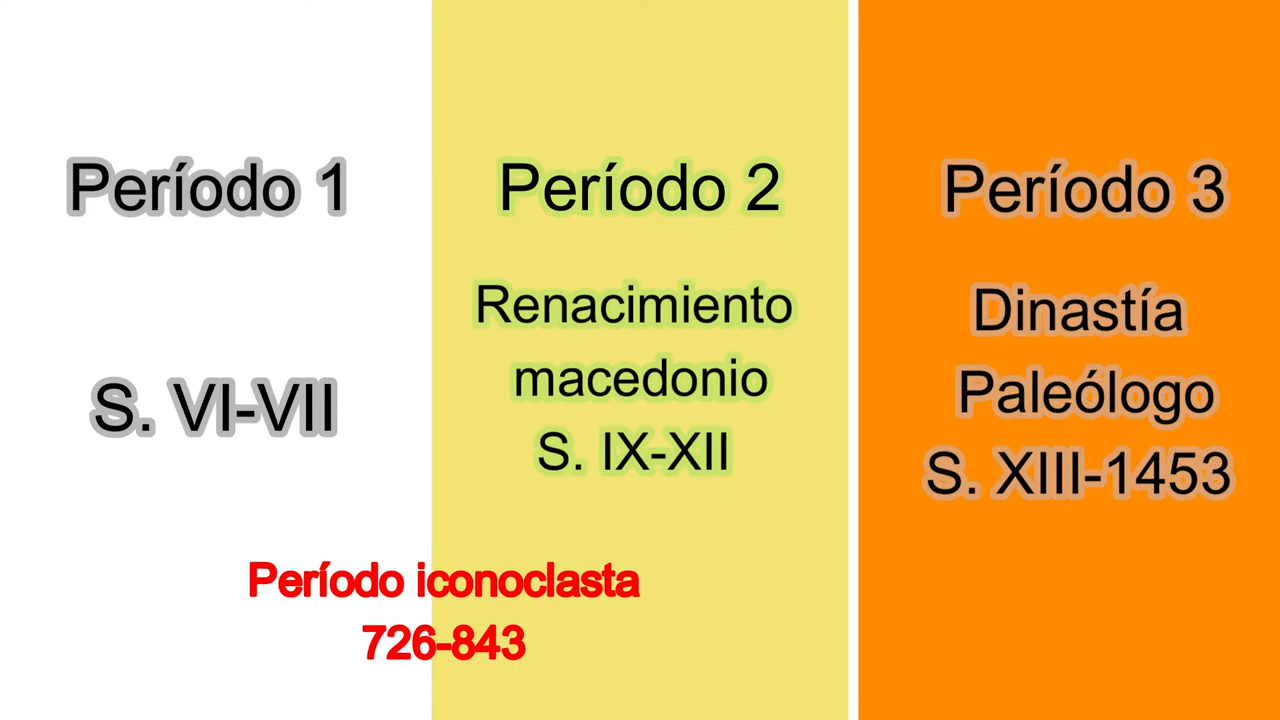 Período 1
S. VI-VII
Período 2
Renacimiento
macedonio
S. IX-XII
Período 3
Dinastía
Paleólogo
S. XIII-1453
Período iconoclasta
726-843